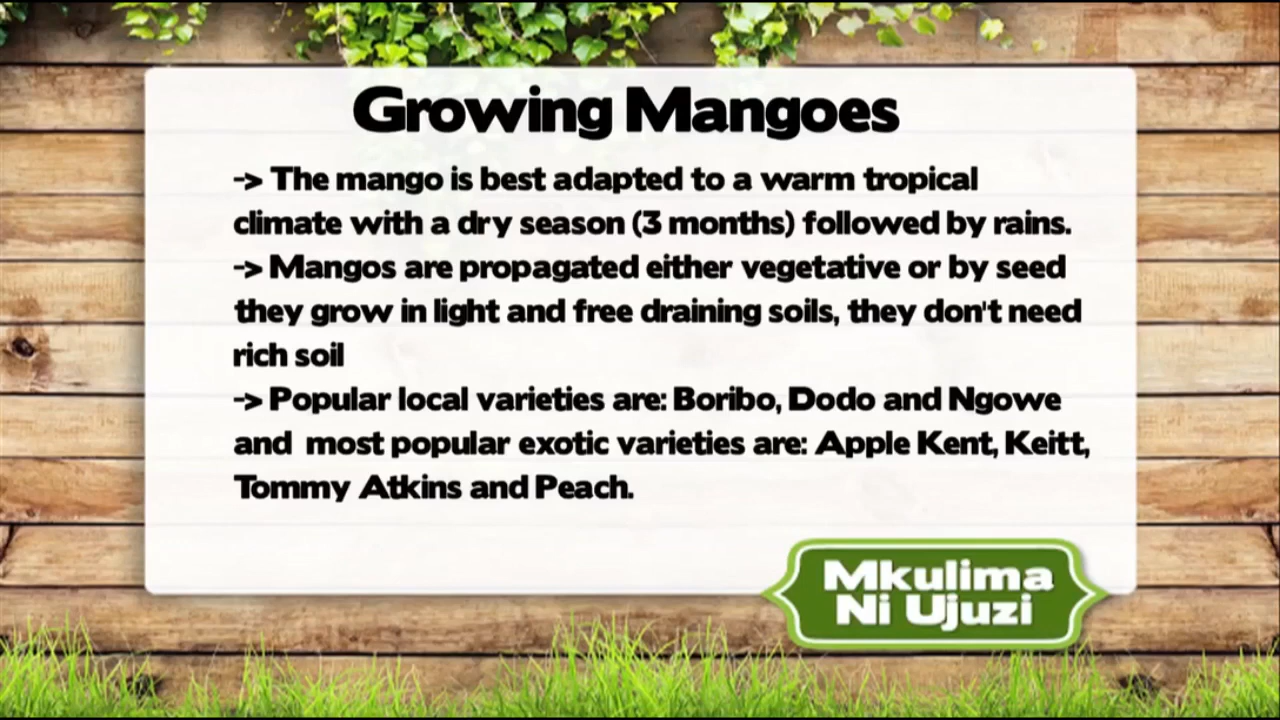 Growing Mangoes
-> The mango is best adapted to a warm tropical
climate with a dry season (3 months) followed by rains.
-> Mangos are propagated either vegetative or by seed
they grow in light and free draining soils, they don't need
rich soil
-> Popular local varieties are: Boribo, Dodo and Ngowe
and most popular exotic varieties are: Apple Kent, Keitt,
Tommy Atkins and Peach.
Mkulima
Ni Ujuzi